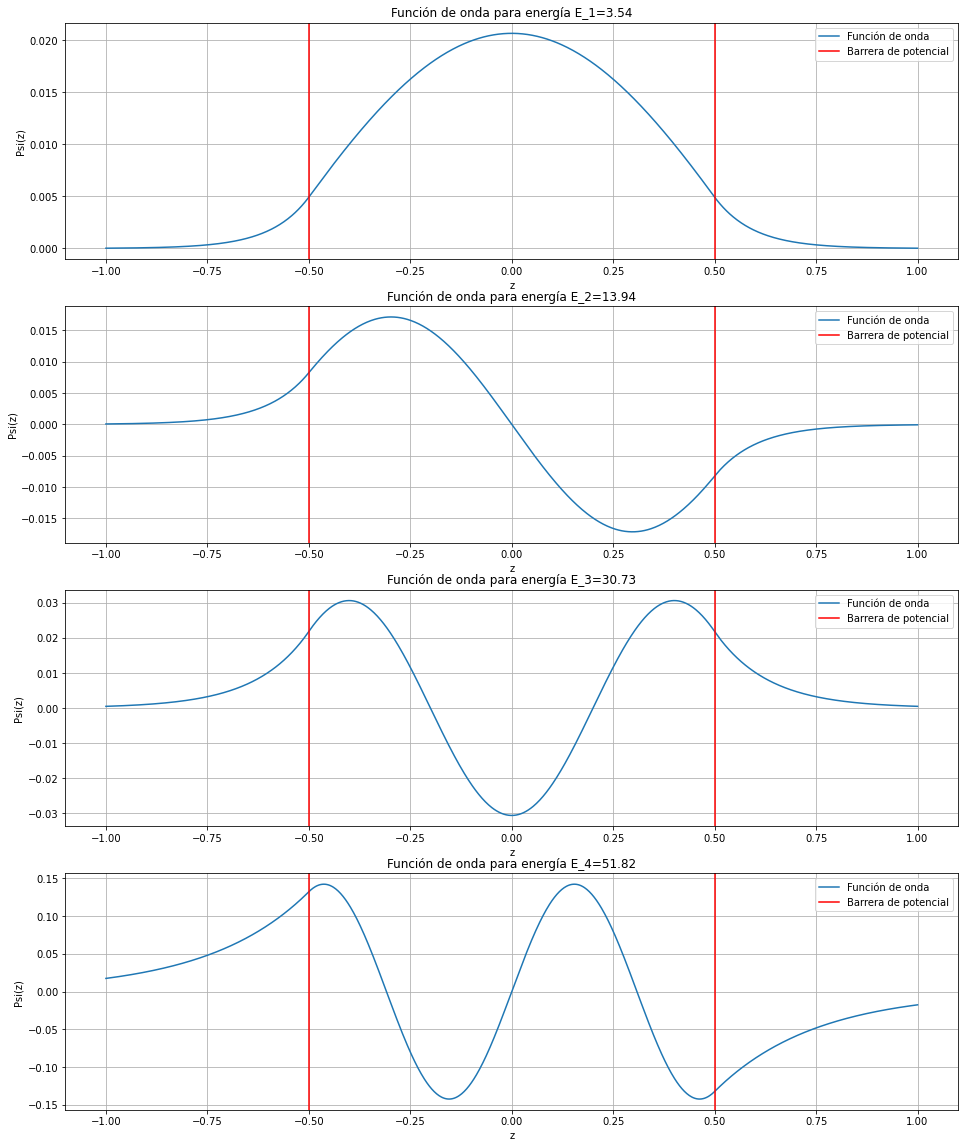 Función de onda para energía E_1=3.54
Función de onda
Barrera de potencial
0.020
0.015
0.010
0.005
0.000
Psi(z)
−1.00 −0.75 −0.50 −0.25 0.00 0.25 0.50 0.75 1.00
z
Función de onda para energía E_2=13.94
Función de onda
Barrera de potencial
0.015
0.010
0.005
0.000
−0.005
−0.010
−0.015
Psi(z)
−1.00 −0.75 −0.50 −0.25 0.00 0.25 0.50 0.75 1.00
z
Función de onda para energía E_3=30.73
Función de onda
Barrera de potencial
0.03
0.02
0.01
0.00
−0.01
−0.02
−0.03
Psi(z)
−1.00 −0.75 −0.50 −0.25 0.00 0.25 0.50 0.75 1.00
z
Función de onda para energía E_4=51.82
Función de onda
Barrera de potencial
0.15
0.10
0.05
0.00
−0.05
−0.10
−0.15
Psi(z)
−1.00 −0.75 −0.50 −0.25 0.00 0.25 0.50 0.75 1.00
z